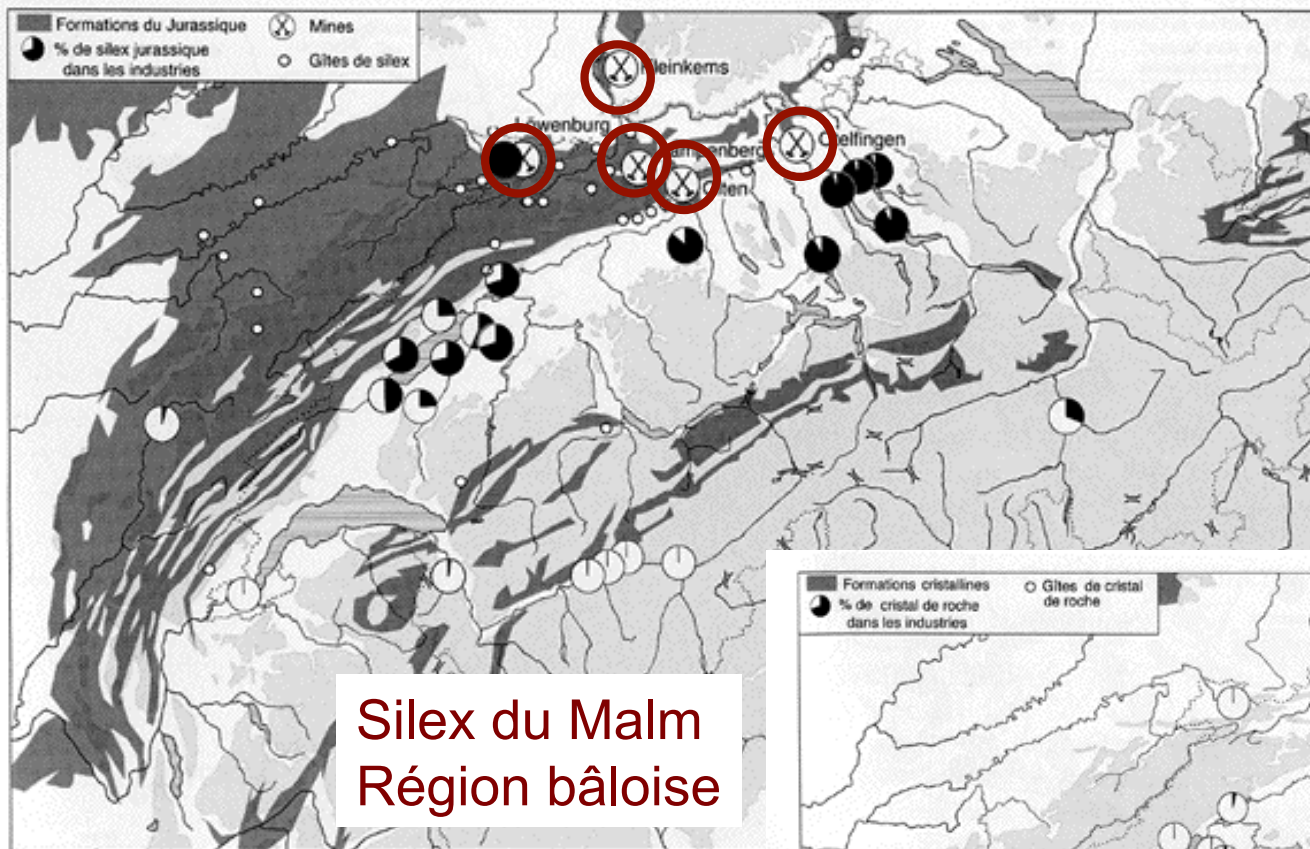 Formations du Jurassique
Mines
% de silex jurassique
dans les industries
Gîtes de silex
Kleinkems
Löwenburg
Otelfingen
Olten
Formations cristallines
Gîtes de cristal
de roche
% de cristal de roche
dans les industries
Silex du Malm
Région bâloise